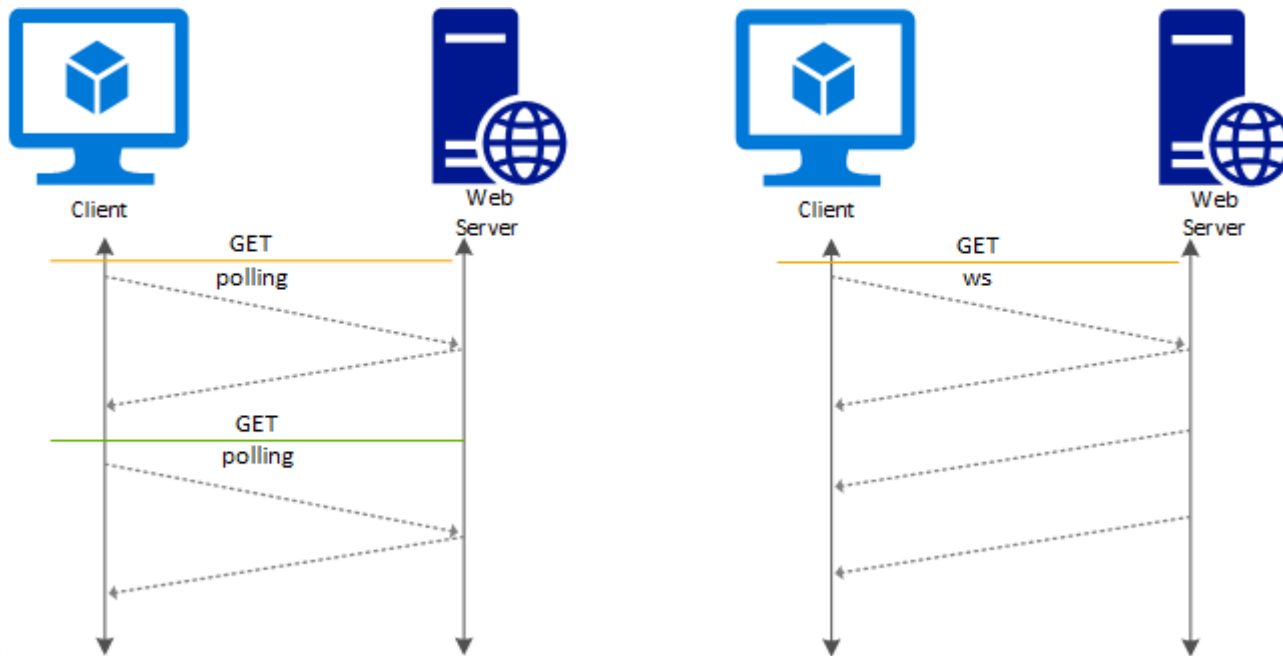 Client
Web
Server
GET
polling
GET
polling
Client
Web
Server
GET
ws